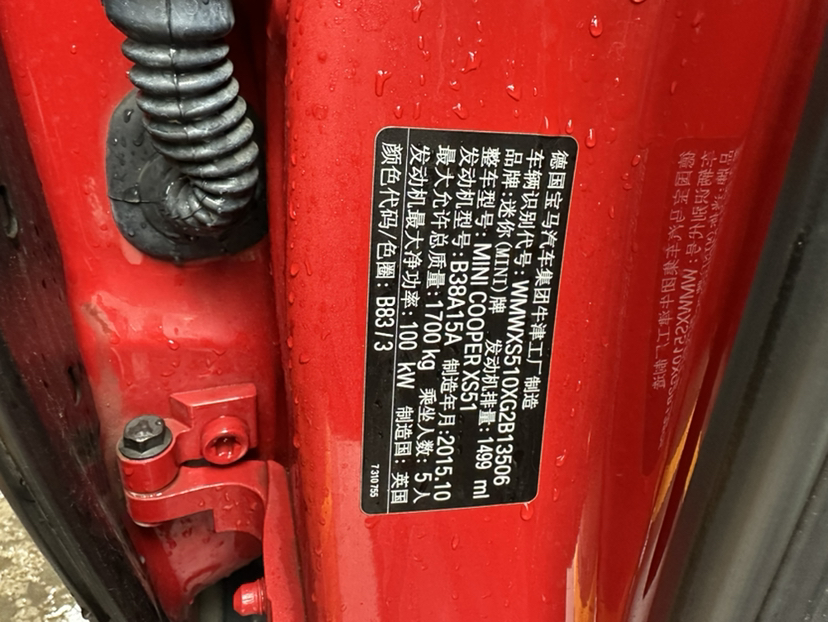 德国宝马汽车集团牛津工厂制造
车辆识别代号:WMWXS510XG2B13506
品牌:迷你(MINI)牌 发动机排量:1499 ml
整车型号:MINI COOPER XS51
发动机型号:B38A15A 制造年月:2015.10
最大允许总质量:1700 kg 乘坐人数: 5人
发动机最大净功率: 100 kW 制造国: 英国
颜色代码/色圈: B83 / 3
7 310 755